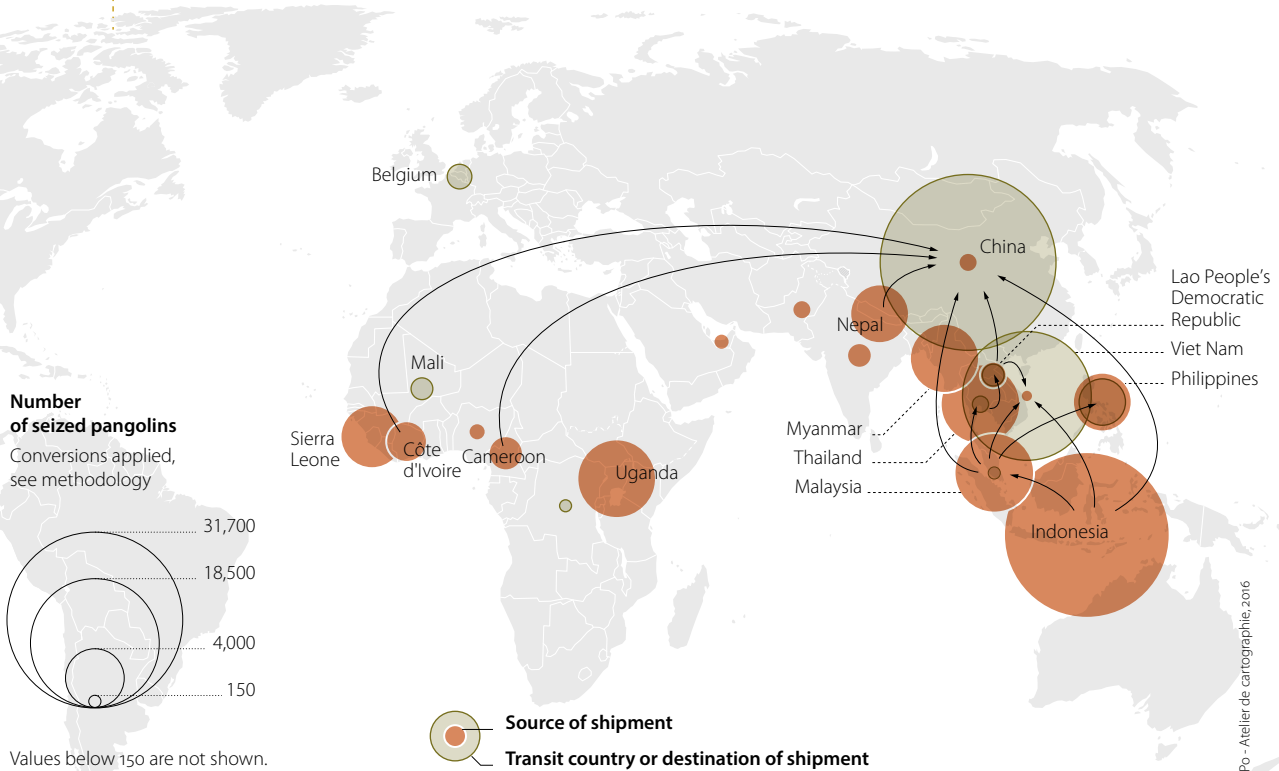 Belgium
China
Lao People's
Democratic
Republic
Nepal
Viet Nam
Mali
Philippines
Number
of seized pangolins
Conversions applied,
see methodology
Sierra
Leone
Côte
d'Ivoire
Cameroon
Uganda
Myanmar
Thailand
Malaysia
Indonesia
31,700
18,500
4,000
150
Values below 150 are not shown.
Source of shipment
Transit country or destination of shipment
Po - Atelier de cartographie, 2016